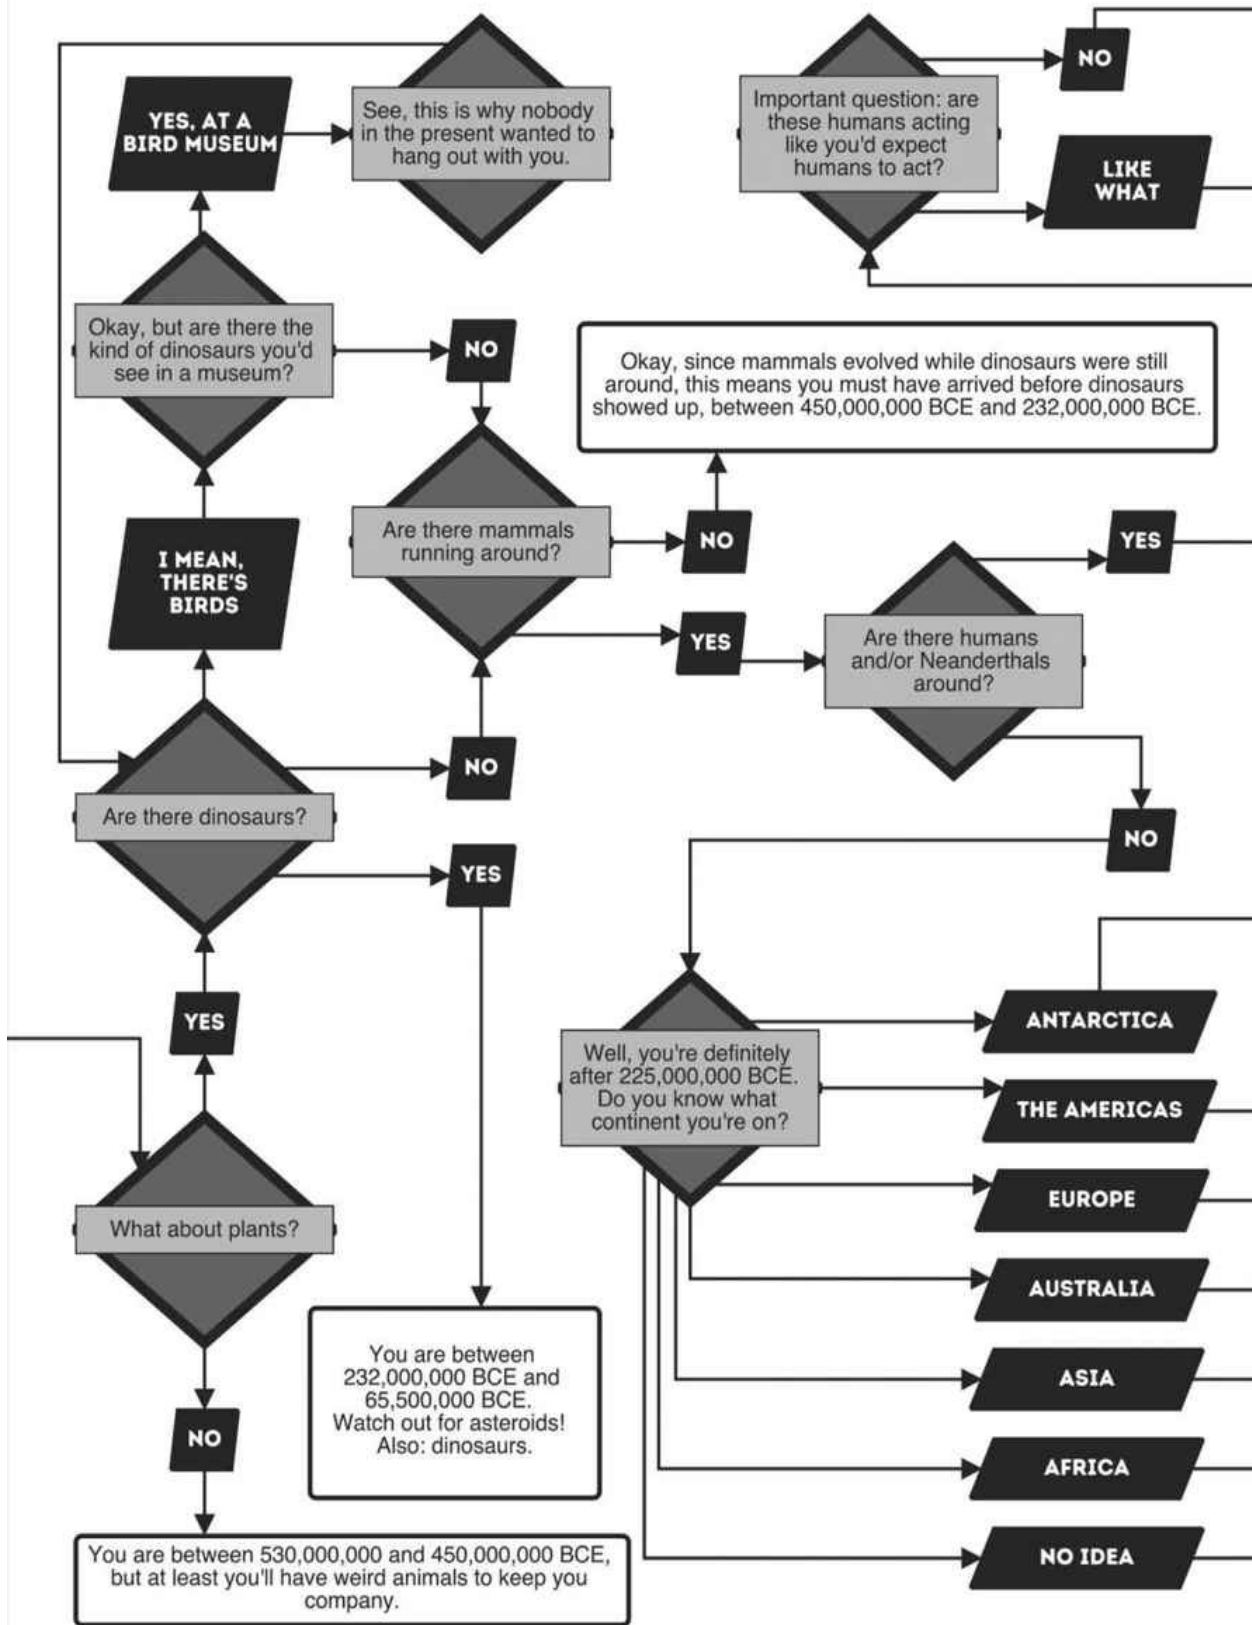 See, this is why nobody
in the present wanted to
hang out with you.
YES, AT A
BIRD MUSEUM
Important question: are
these humans acting
like you'd expect
humans to act?
NO
LIKE
WHAT
Okay, but are there the
kind of dinosaurs you'd
see in a museum?
NO
Okay, since mammals evolved while dinosaurs were still
around, this means you must have arrived before dinosaurs
showed up, between 450,000,000 BCE and 232,000,000 BCE.
Are there mammals
running around?
NO
YES
I MEAN,
THERE'S
BIRDS
YES
Are there humans
and/or Neanderthals
around?
NO
Are there dinosaurs?
NO
YES
YES
Well, you're definitely
after 225,000,000 BCE.
Do you know what
continent you're on?
ANTARCTICA
THE AMERICAS
EUROPE
AUSTRALIA
ASIA
AFRICA
NO IDEA
What about plants?
You are between
232,000,000 BCE and
65,500,000 BCE.
Watch out for asteroids!
Also: dinosaurs.
NO
You are between 530,000,000 and 450,000,000 BCE,
but at least you'll have weird animals to keep you
company.